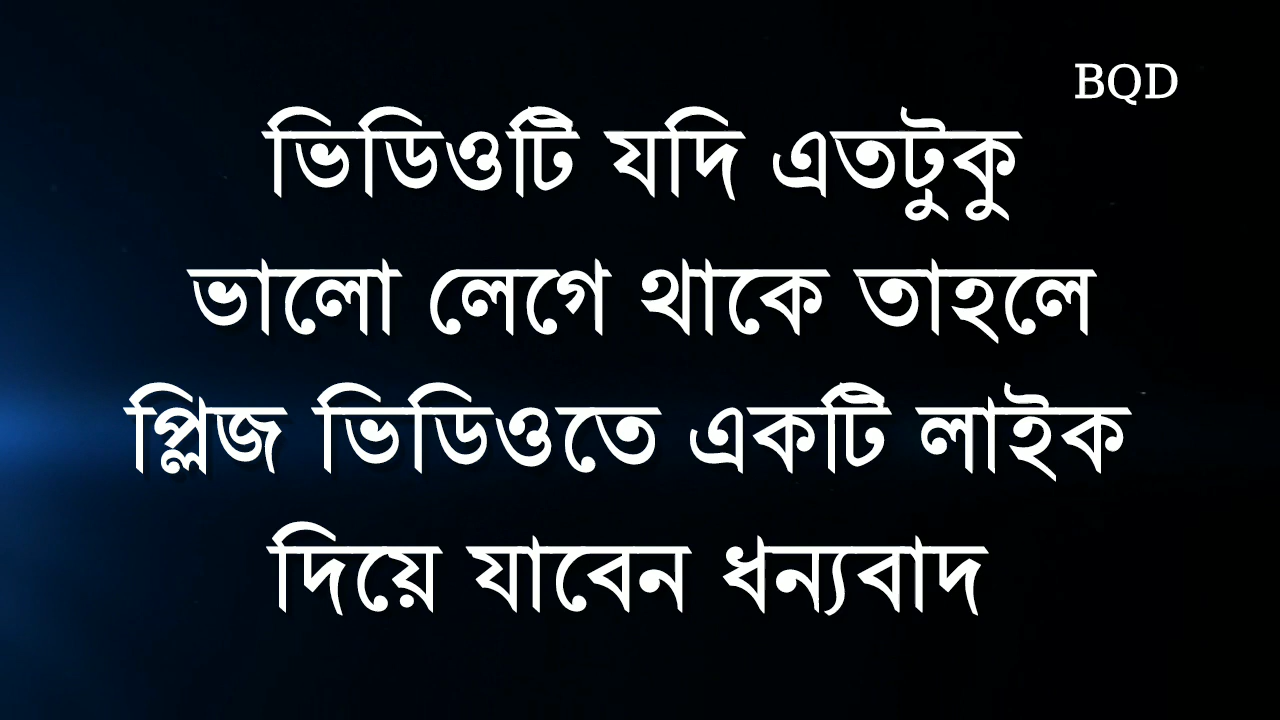 BQD
ভিডিওটি যদি এতটুকু
ভালো লেগে থাকে তাহলে
প্লিজ ভিডিওতে একটি লাইক
দিয়ে যাবেন ধন্যবাদ